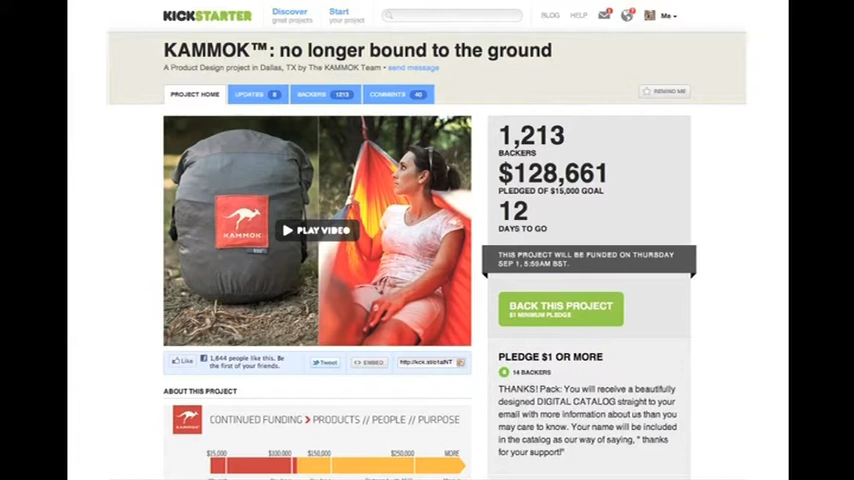 KICKSTARTER
Discover
great projects
Start
your project
BLOG
HELP
Me
KAMMOK™: no longer bound to the ground
A Product Design project in Dallas, TX by The KAMMOK Team • send message
PROJECT HOME
UPDATES 8
BACKERS 1213
COMMENTS 40
REMIND ME
KAMMOK
PLAY VIDEO
1,213
BACKERS
$128,661
PLEDGED OF $15,000 GOAL
12
DAYS TO GO
THIS PROJECT WILL BE FUNDED ON THURSDAY
SEP 1, 5:59AM BST.
BACK THIS PROJECT
$1 MINIMUM PLEDGE
Like
1,644 people like this. Be
the first of your friends.
Tweet
EMBED
PLEDGE $1 OR MORE
14 BACKERS
THANKS! Pack: You will receive a beautifully
designed DIGITAL CATALOG straight to your
email with more information about us than you
may care to know. Your name will be included
in the catalog as our way of saying, " thanks
for your support!"
ABOUT THIS PROJECT
CONTINUED FUNDING > PRODUCTS // PEOPLE // PURPOSE
$15,000
$100,000
$150,000
$250,000
MORE